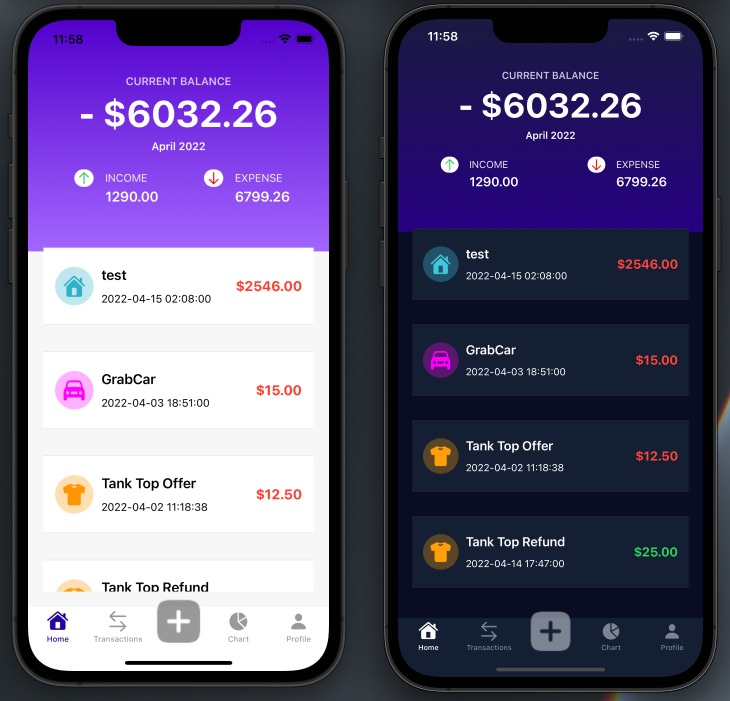 11:58
CURRENT BALANCE
- $6032.26
April 2022
INCOME
1290.00
EXPENSE
6799.26
test
2022-04-15 02:08:00
$2546.00
GrabCar
2022-04-03 18:51:00
$15.00
Tank Top Offer
2022-04-02 11:18:38
$12.50
Tank Top Refund
Home
Transactions
Chart
Profile
11:58
CURRENT BALANCE
- $6032.26
April 2022
INCOME
1290.00
EXPENSE
6799.26
test
2022-04-15 02:08:00
$2546.00
GrabCar
2022-04-03 18:51:00
$15.00
Tank Top Offer
2022-04-02 11:18:38
$12.50
Tank Top Refund
2022-04-14 17:47:00
$25.00
Home
Transactions
Chart
Profile